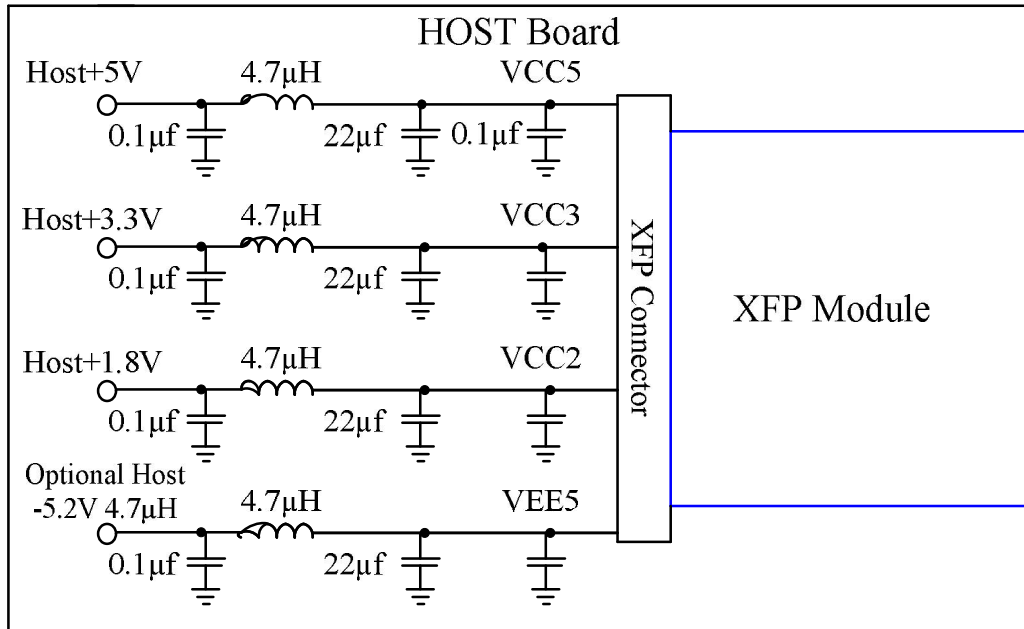 HOST Board
Host+5V 4.7µH VCC5
0.1µf 22µf 0.1µf
Host+3.3V 4.7µH VCC3
0.1µf 22µf
XFP Connector
XFP Module
Host+1.8V 4.7µH VCC2
0.1µf 22µf
Optional Host
-5.2V 4.7µH 4.7µH VEE5
0.1µf 22µf